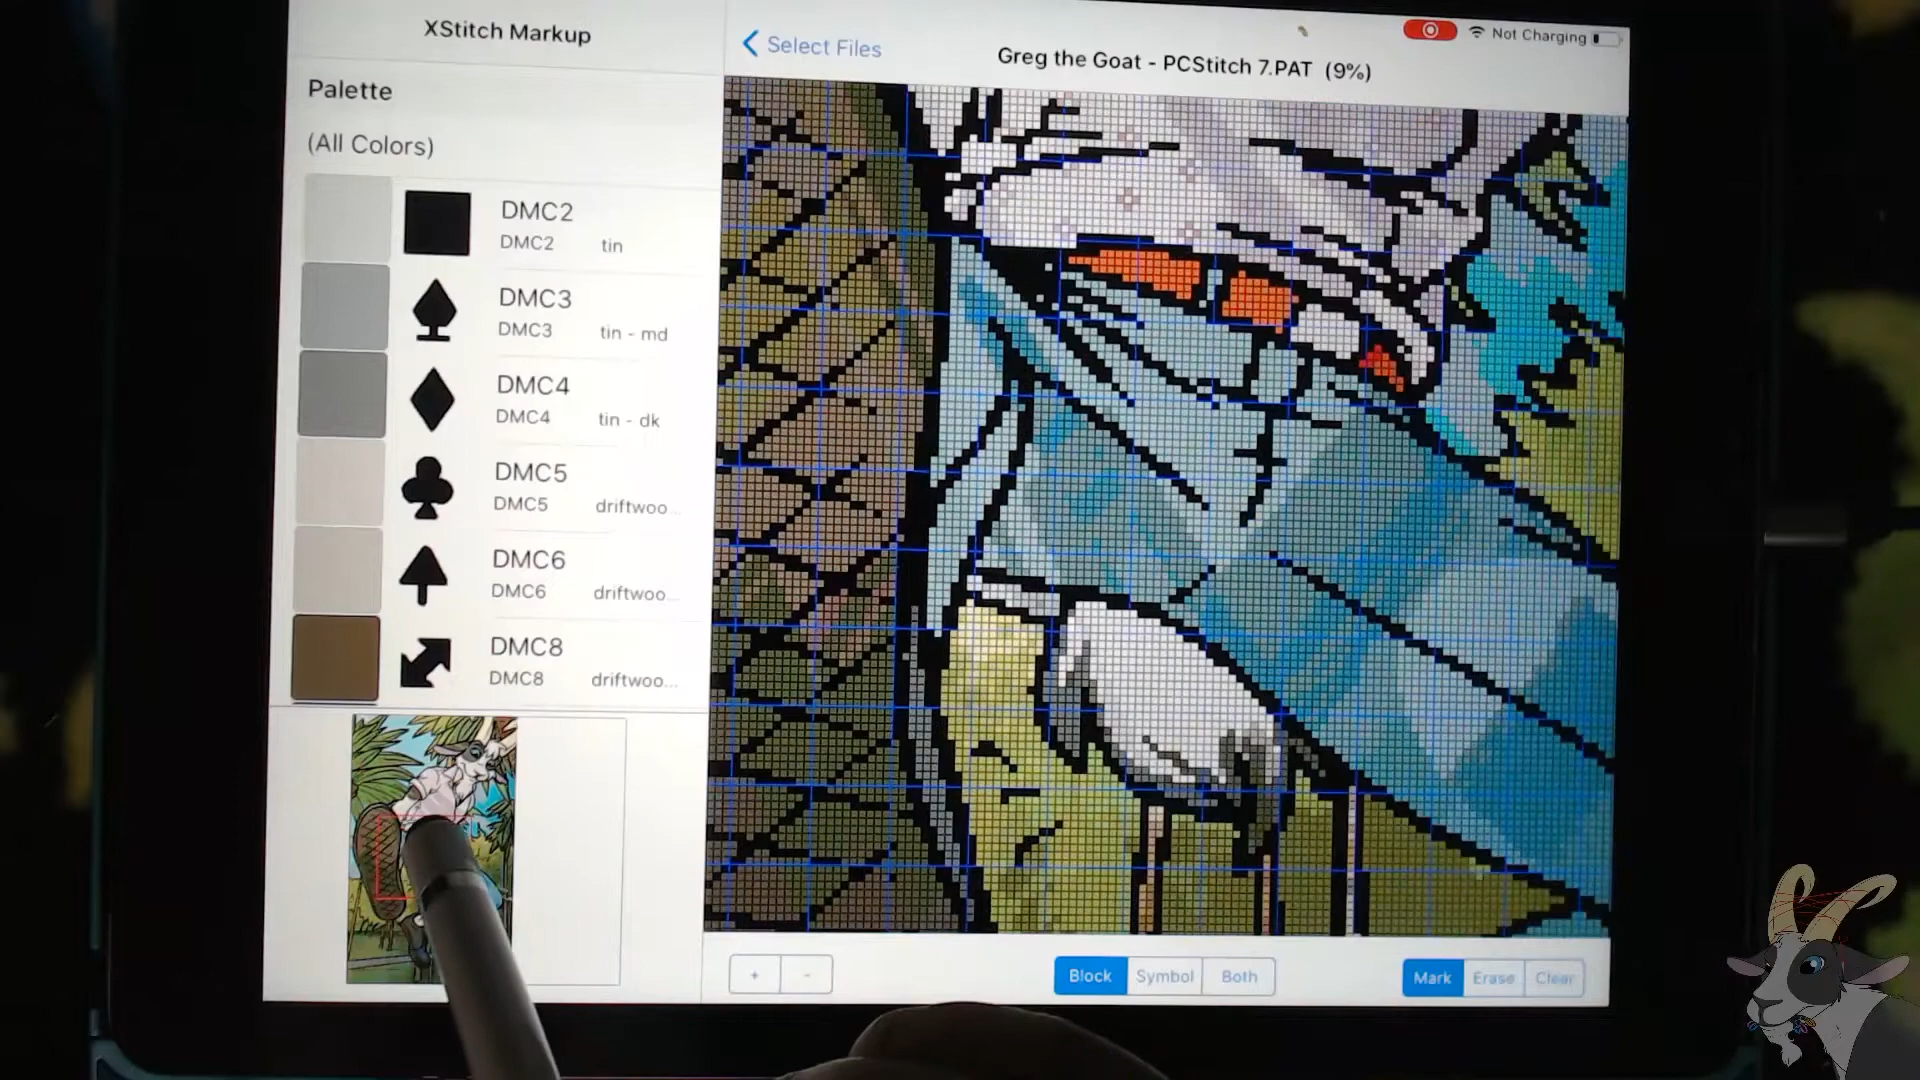 XStitch Markup
Select Files
Not Charging
Greg the Goat - PCStitch 7.PAT (9%)
Palette
(All Colors)
DMC2
DMC2 tin
DMC3
DMC3 tin - md
DMC4
DMC4 tin - dk
DMC5
DMC5 driftwoo...
DMC6
DMC6 driftwoo...
DMC8
DMC8 driftwoo...
+ -
Block Symbol Both
Mark Erase Clear